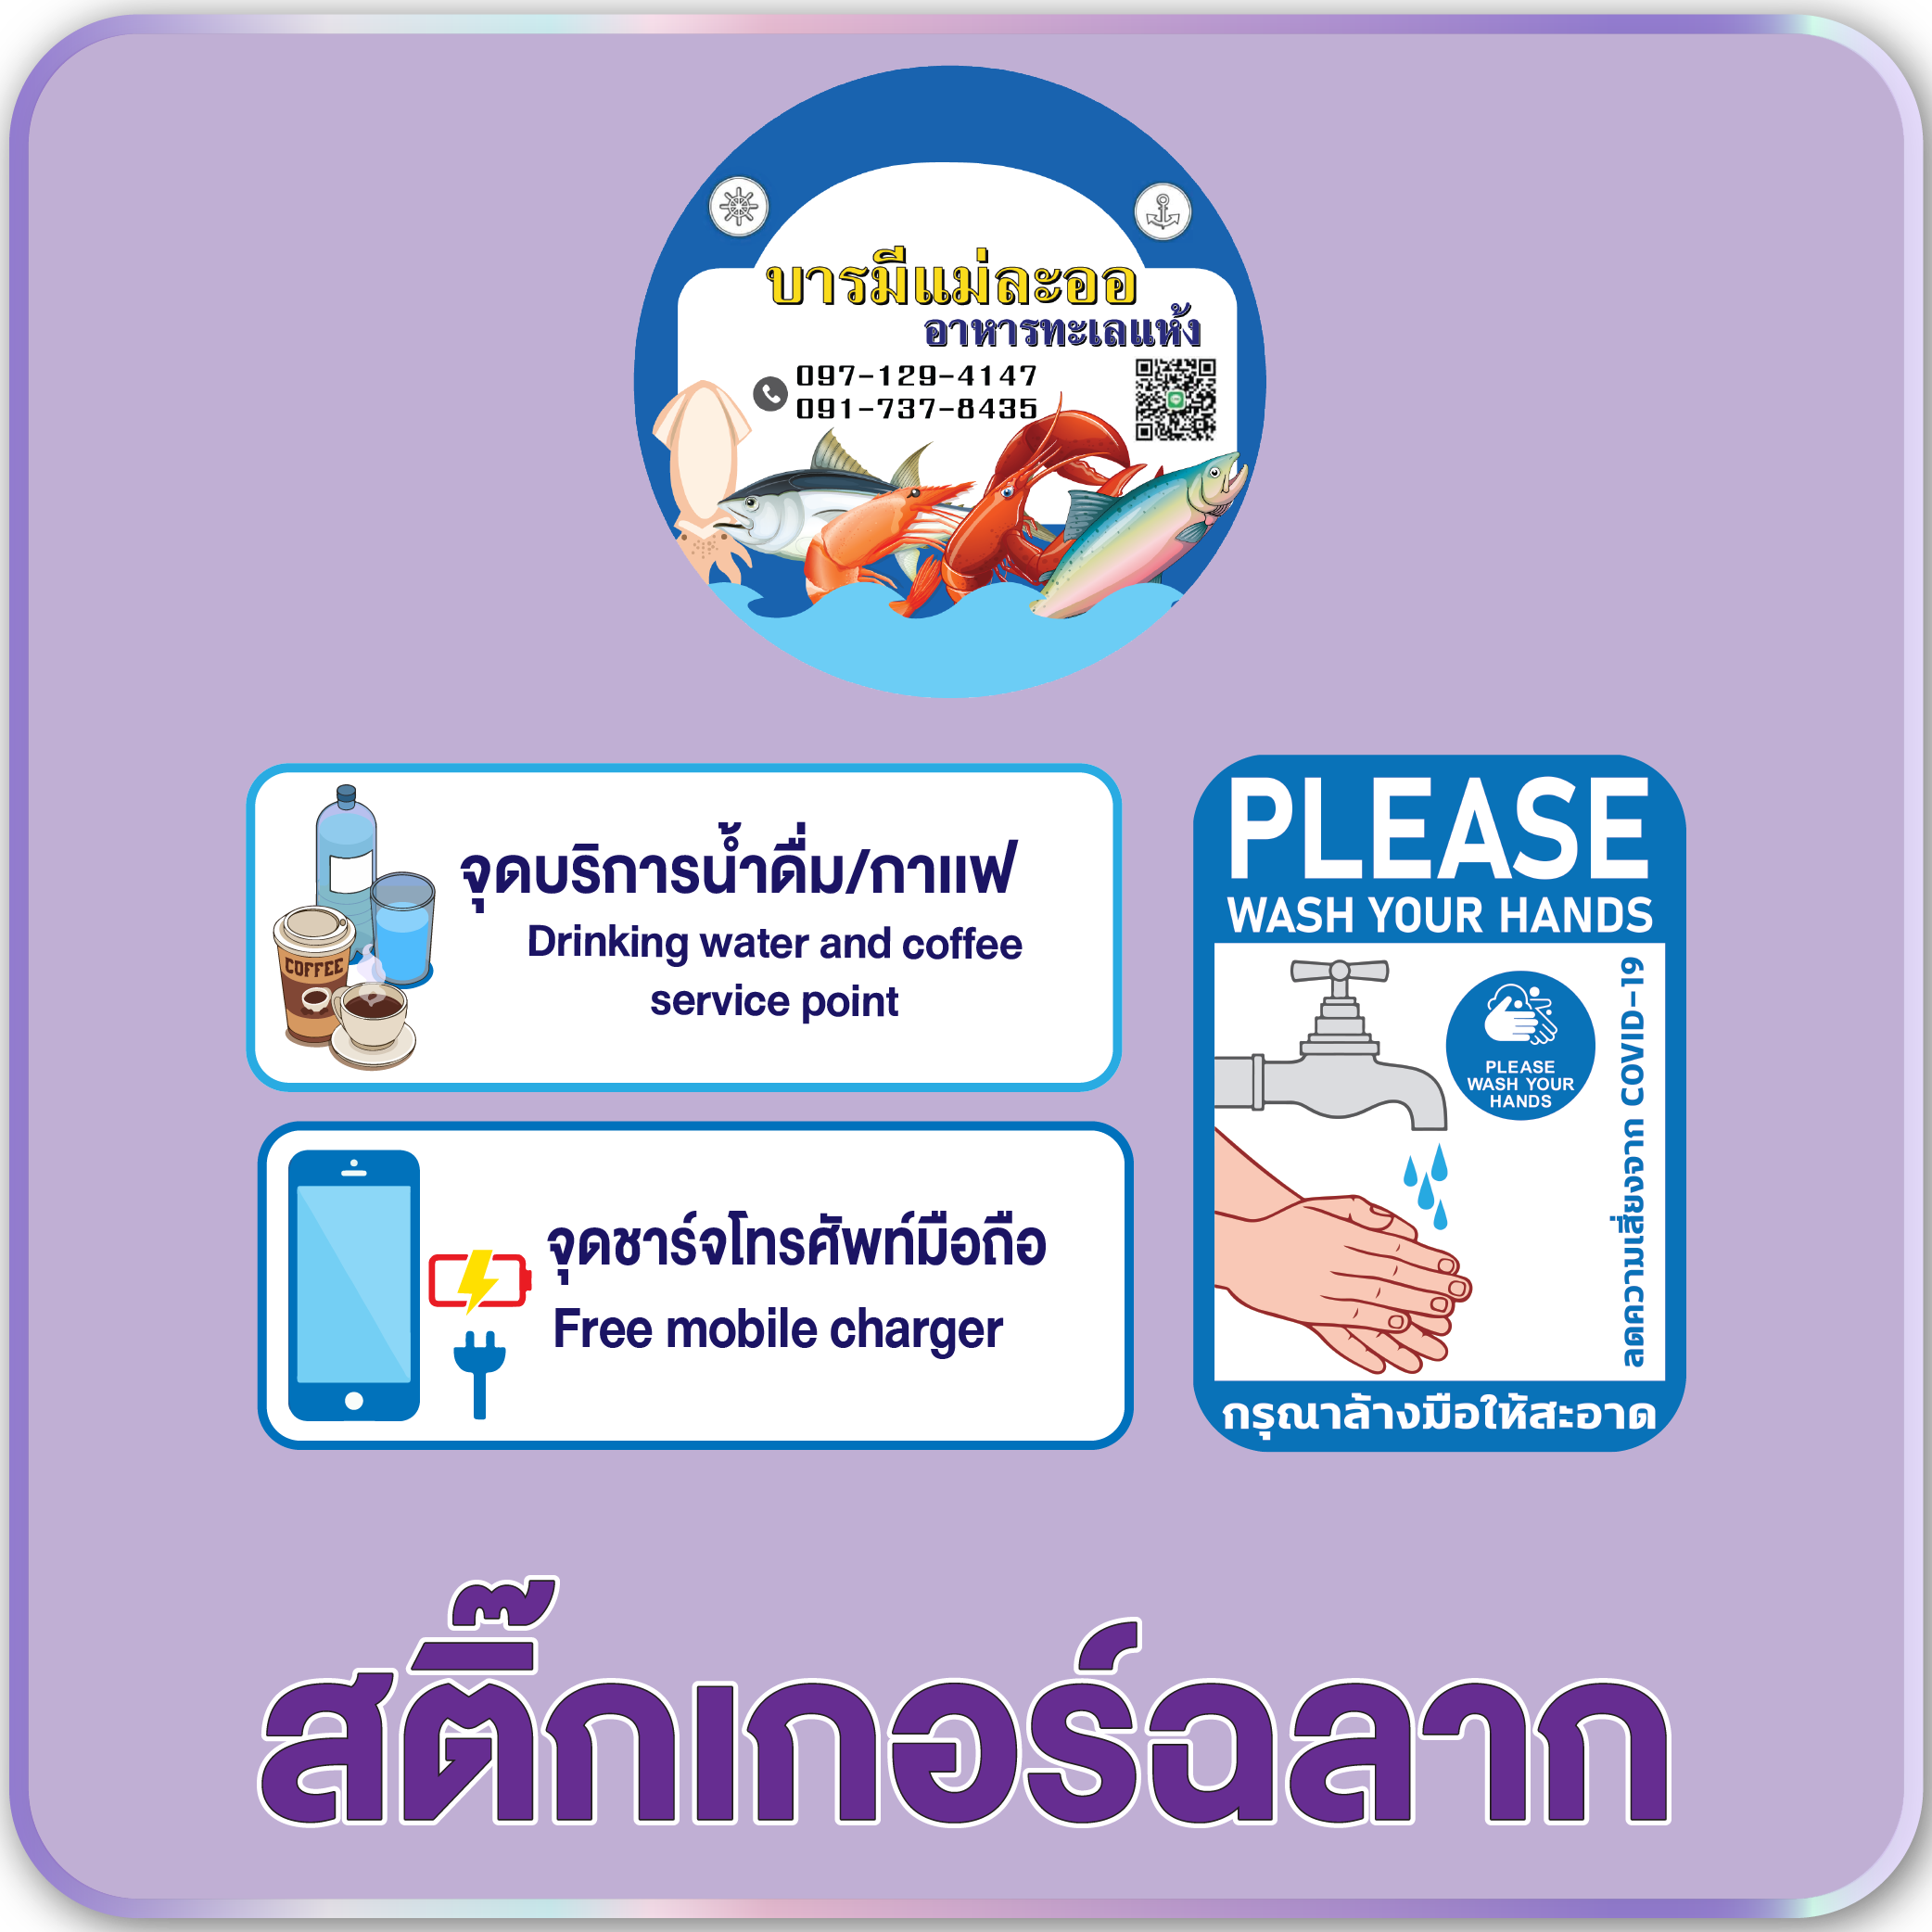 บารมีแม่ละออ
อาหารทะเลแห้ง
097-129-4147
091-737-8435
จุดบริการน้ำดื่ม/กาแฟ
Drinking water and coffee
service point
COFFEE
จุดชาร์จโทรศัพท์มือถือ
Free mobile charger
PLEASE
WASH YOUR HANDS
PLEASE
WASH YOUR
HANDS
ลดความเสี่ยงจาก COVID-19
กรุณาล้างมือให้สะอาด
สติ๊กเกอร์ฉลาก